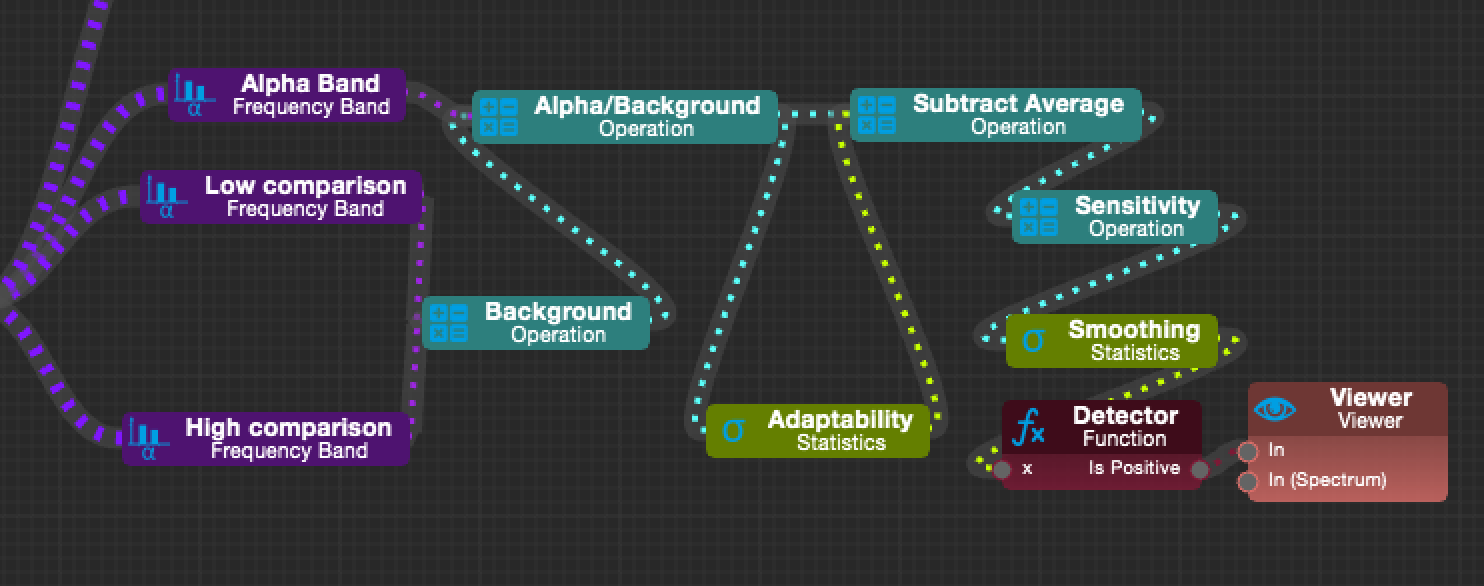 Alpha Band
Frequency Band
Alpha/Background
Operation
Subtract Average
Operation
Low comparison
Frequency Band
Sensitivity
Operation
Background
Operation
Smoothing
Statistics
High comparison
Frequency Band
Adaptability
Statistics
Detector
Function
x Is Positive
Viewer
Viewer
In
In (Spectrum)